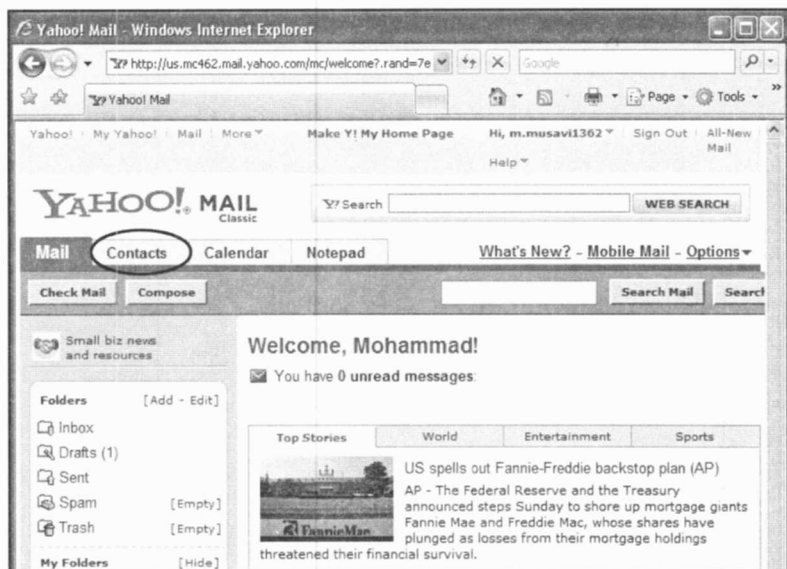 Yahoo! Mail - Windows Internet Explorer
http://us.mc462.mail.yahoo.com/mc/welcome?.rand=7e
Google
Yahoo! Mail
Page
Tools
»
Yahoo! My Yahoo! Mail More Make Y! My Home Page Hi, m.musavi1362 Sign Out All-New Mail
Help
YAHOO! MAIL
Classic
Y! Search WEB SEARCH
Mail Contacts Calendar Notepad What's New? - Mobile Mail - Options
Check Mail Compose Search Mail Search
Small biz news
and resources
Welcome, Mohammad!
You have 0 unread messages:
Folders [Add - Edit]
Inbox
Drafts (1)
Sent
Spam [Empty]
Trash [Empty]
My Folders [Hide]
Top Stories World Entertainment Sports
FannieMae
US spells out Fannie-Freddie backstop plan (AP)
AP - The Federal Reserve and the Treasury
announced steps Sunday to shore up mortgage giants
Fannie Mae and Freddie Mac, whose shares have
plunged as losses from their mortgage holdings
threatened their financial survival.